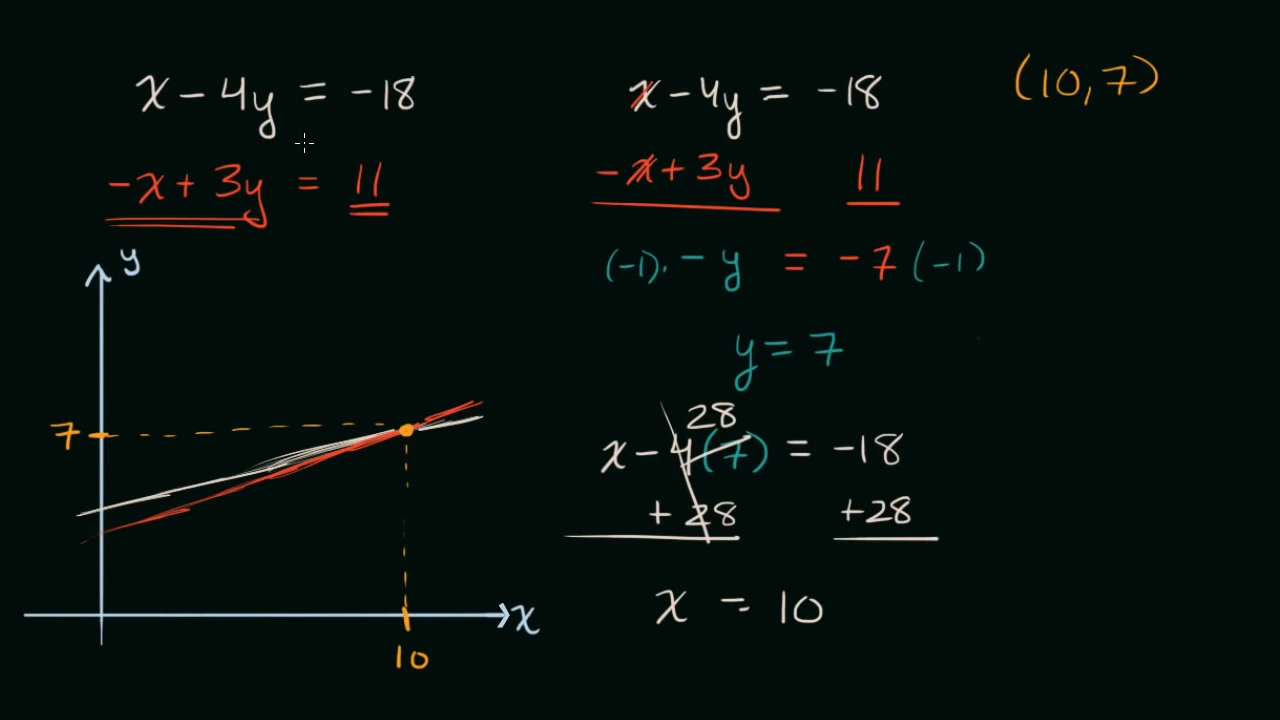 x - 4y = -18
-x + 3y = 11
y
7
x
10
x - 4y = -18
-x + 3y 11
(-1). - y = -7 (-1)
y = 7
28
x - 4(7) = -18
+ 28 +28
x = 10
(10,7)